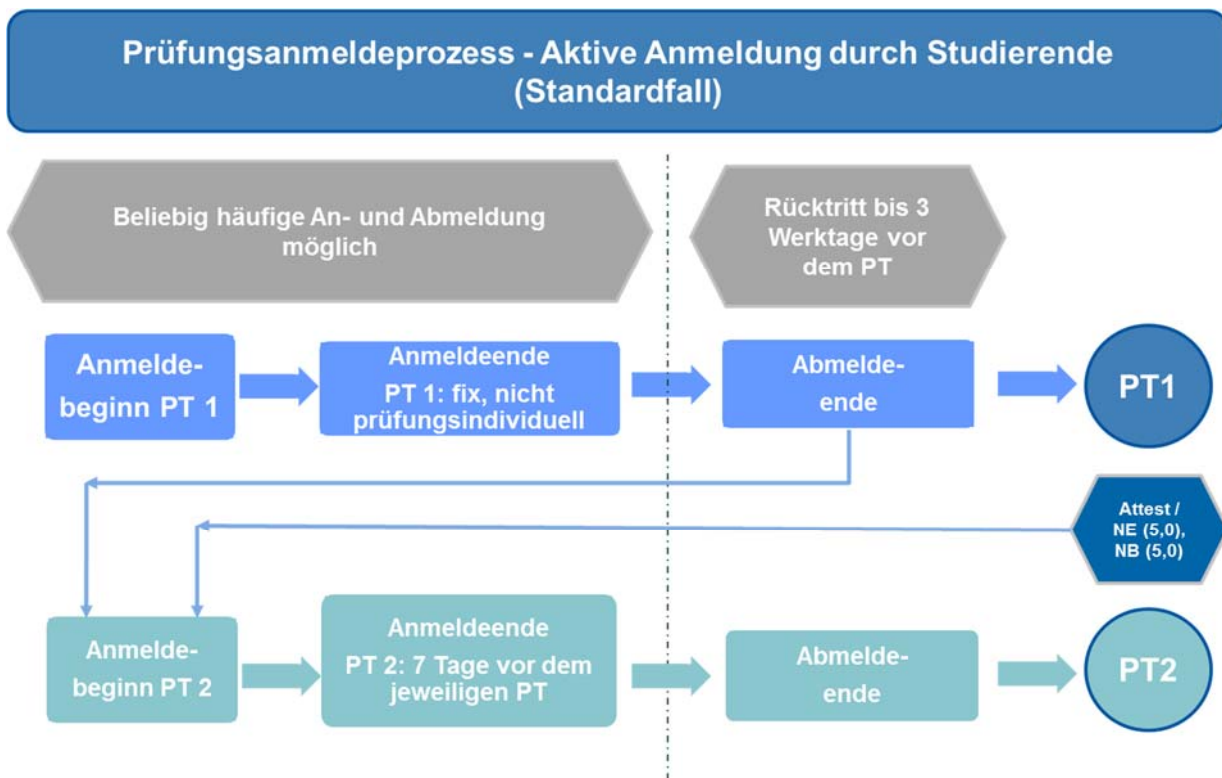 Prüfungsanmeldeprozess - Aktive Anmeldung durch Studierende
(Standardfall)
Beliebig häufige An- und Abmeldung
möglich
Rücktritt bis 3
Werktage vor
dem PT
Anmelde-
beginn PT 1
Anmeldeende
PT 1: fix, nicht
prüfungsindividuell
Abmelde-
ende
PT1
Attest /
NE (5,0),
NB (5,0)
Anmelde-
beginn PT 2
Anmeldeende
PT 2: 7 Tage vor dem
jeweiligen PT
Abmelde-
ende
PT2